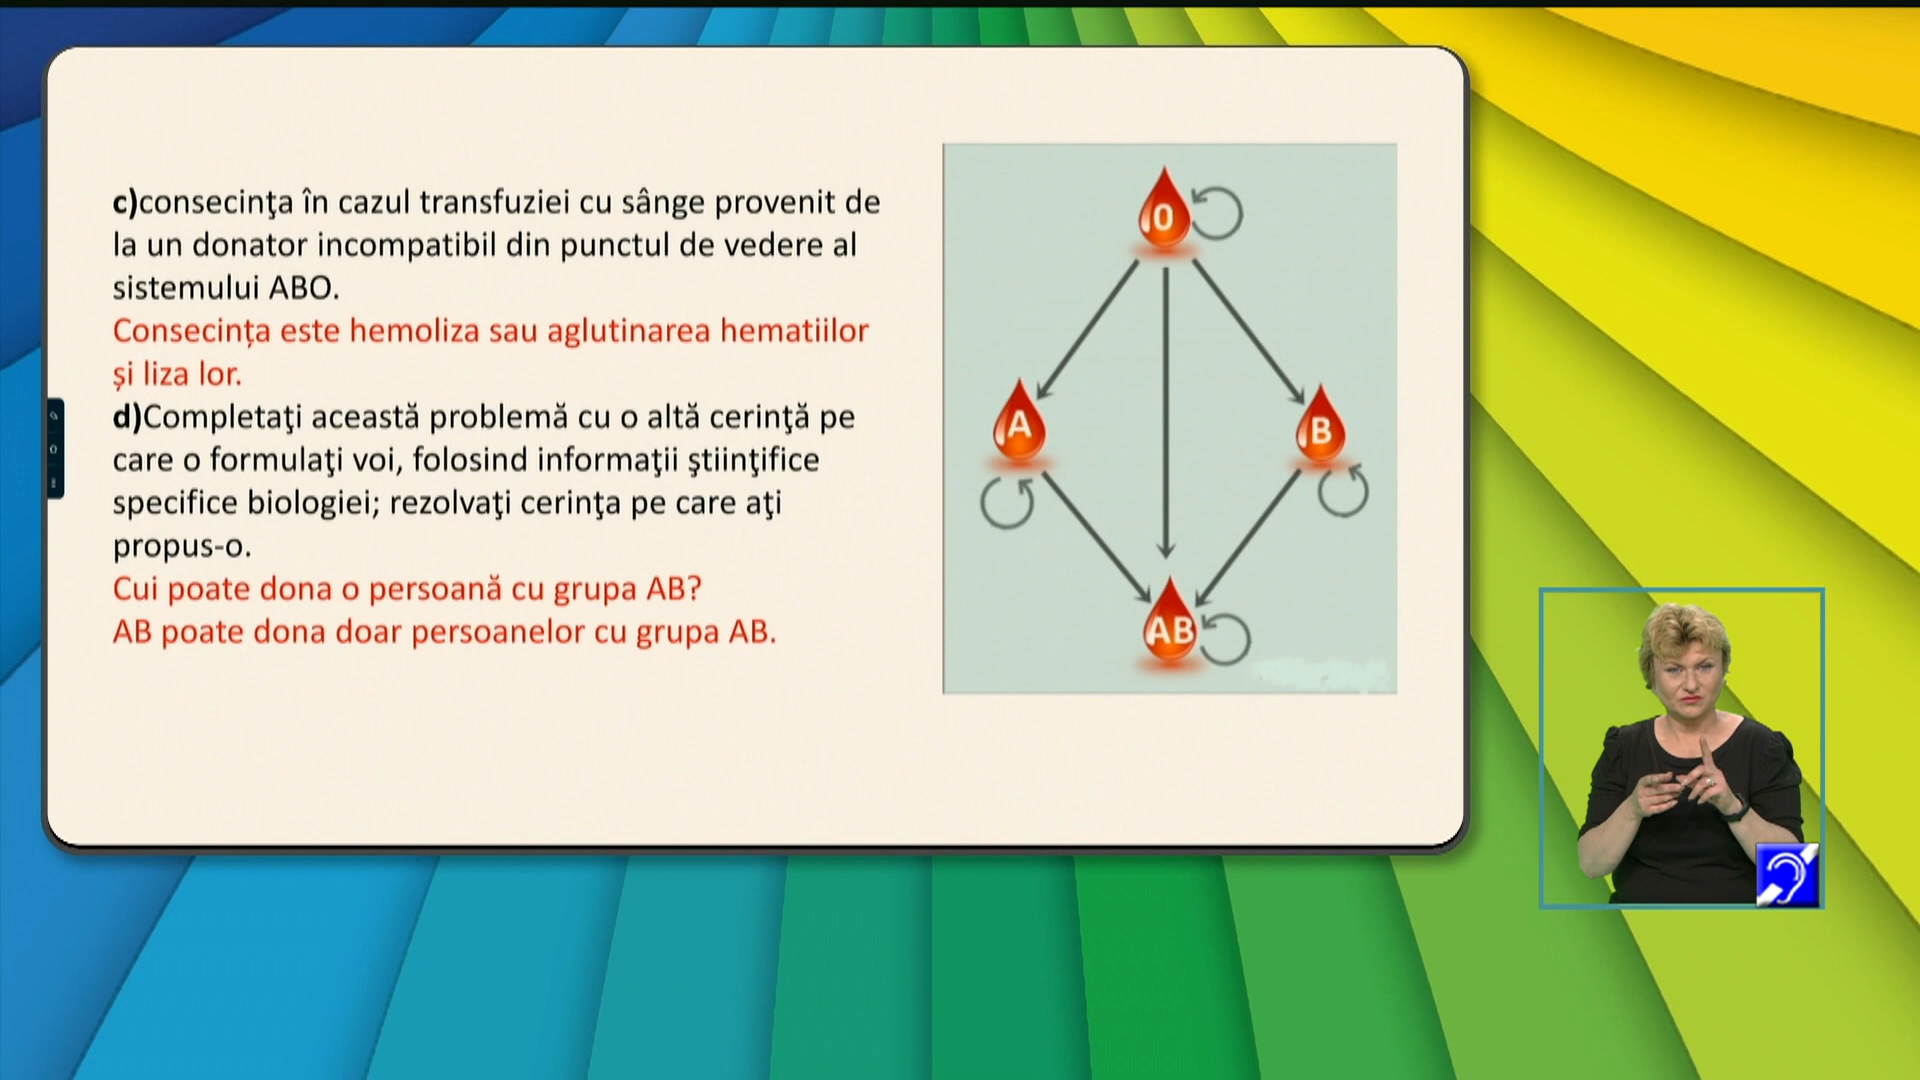 c)consecinţa în cazul transfuziei cu sânge provenit de
la un donator incompatibil din punctul de vedere al
sistemului ABO.
Consecința este hemoliza sau aglutinarea hematiilor
și liza lor.
d)Completaţi această problemă cu o altă cerinţă pe
care o formulaţi voi, folosind informaţii ştiinţifice
specifice biologiei; rezolvaţi cerinţa pe care aţi
propus-o.
Cui poate dona o persoană cu grupa AB?
AB poate dona doar persoanelor cu grupa AB.
0
A
B
AB